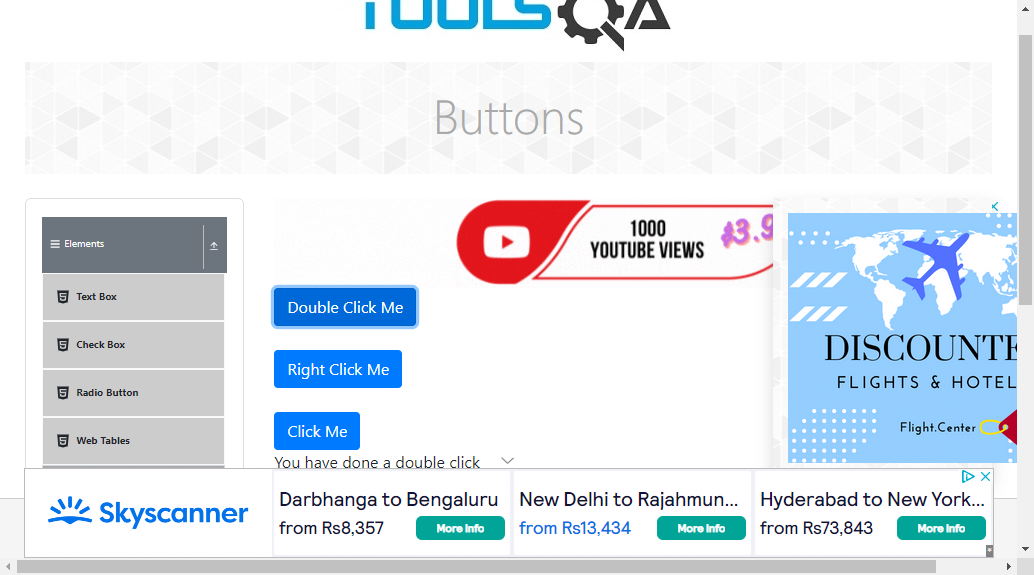 TOOLSQA
Buttons
Elements
Text Box
Check Box
Radio Button
Web Tables
1000
YOUTUBE VIEWS
$3.9
Double Click Me
Right Click Me
Click Me
You have done a double click
DISCOUNTE
FLIGHTS & HOTEL
Flight.Center
Skyscanner
Darbhanga to Bengaluru
from Rs8,357
More Info
New Delhi to Rajahmun...
from Rs13,434
More Info
Hyderabad to New York...
from Rs73,843
More Info